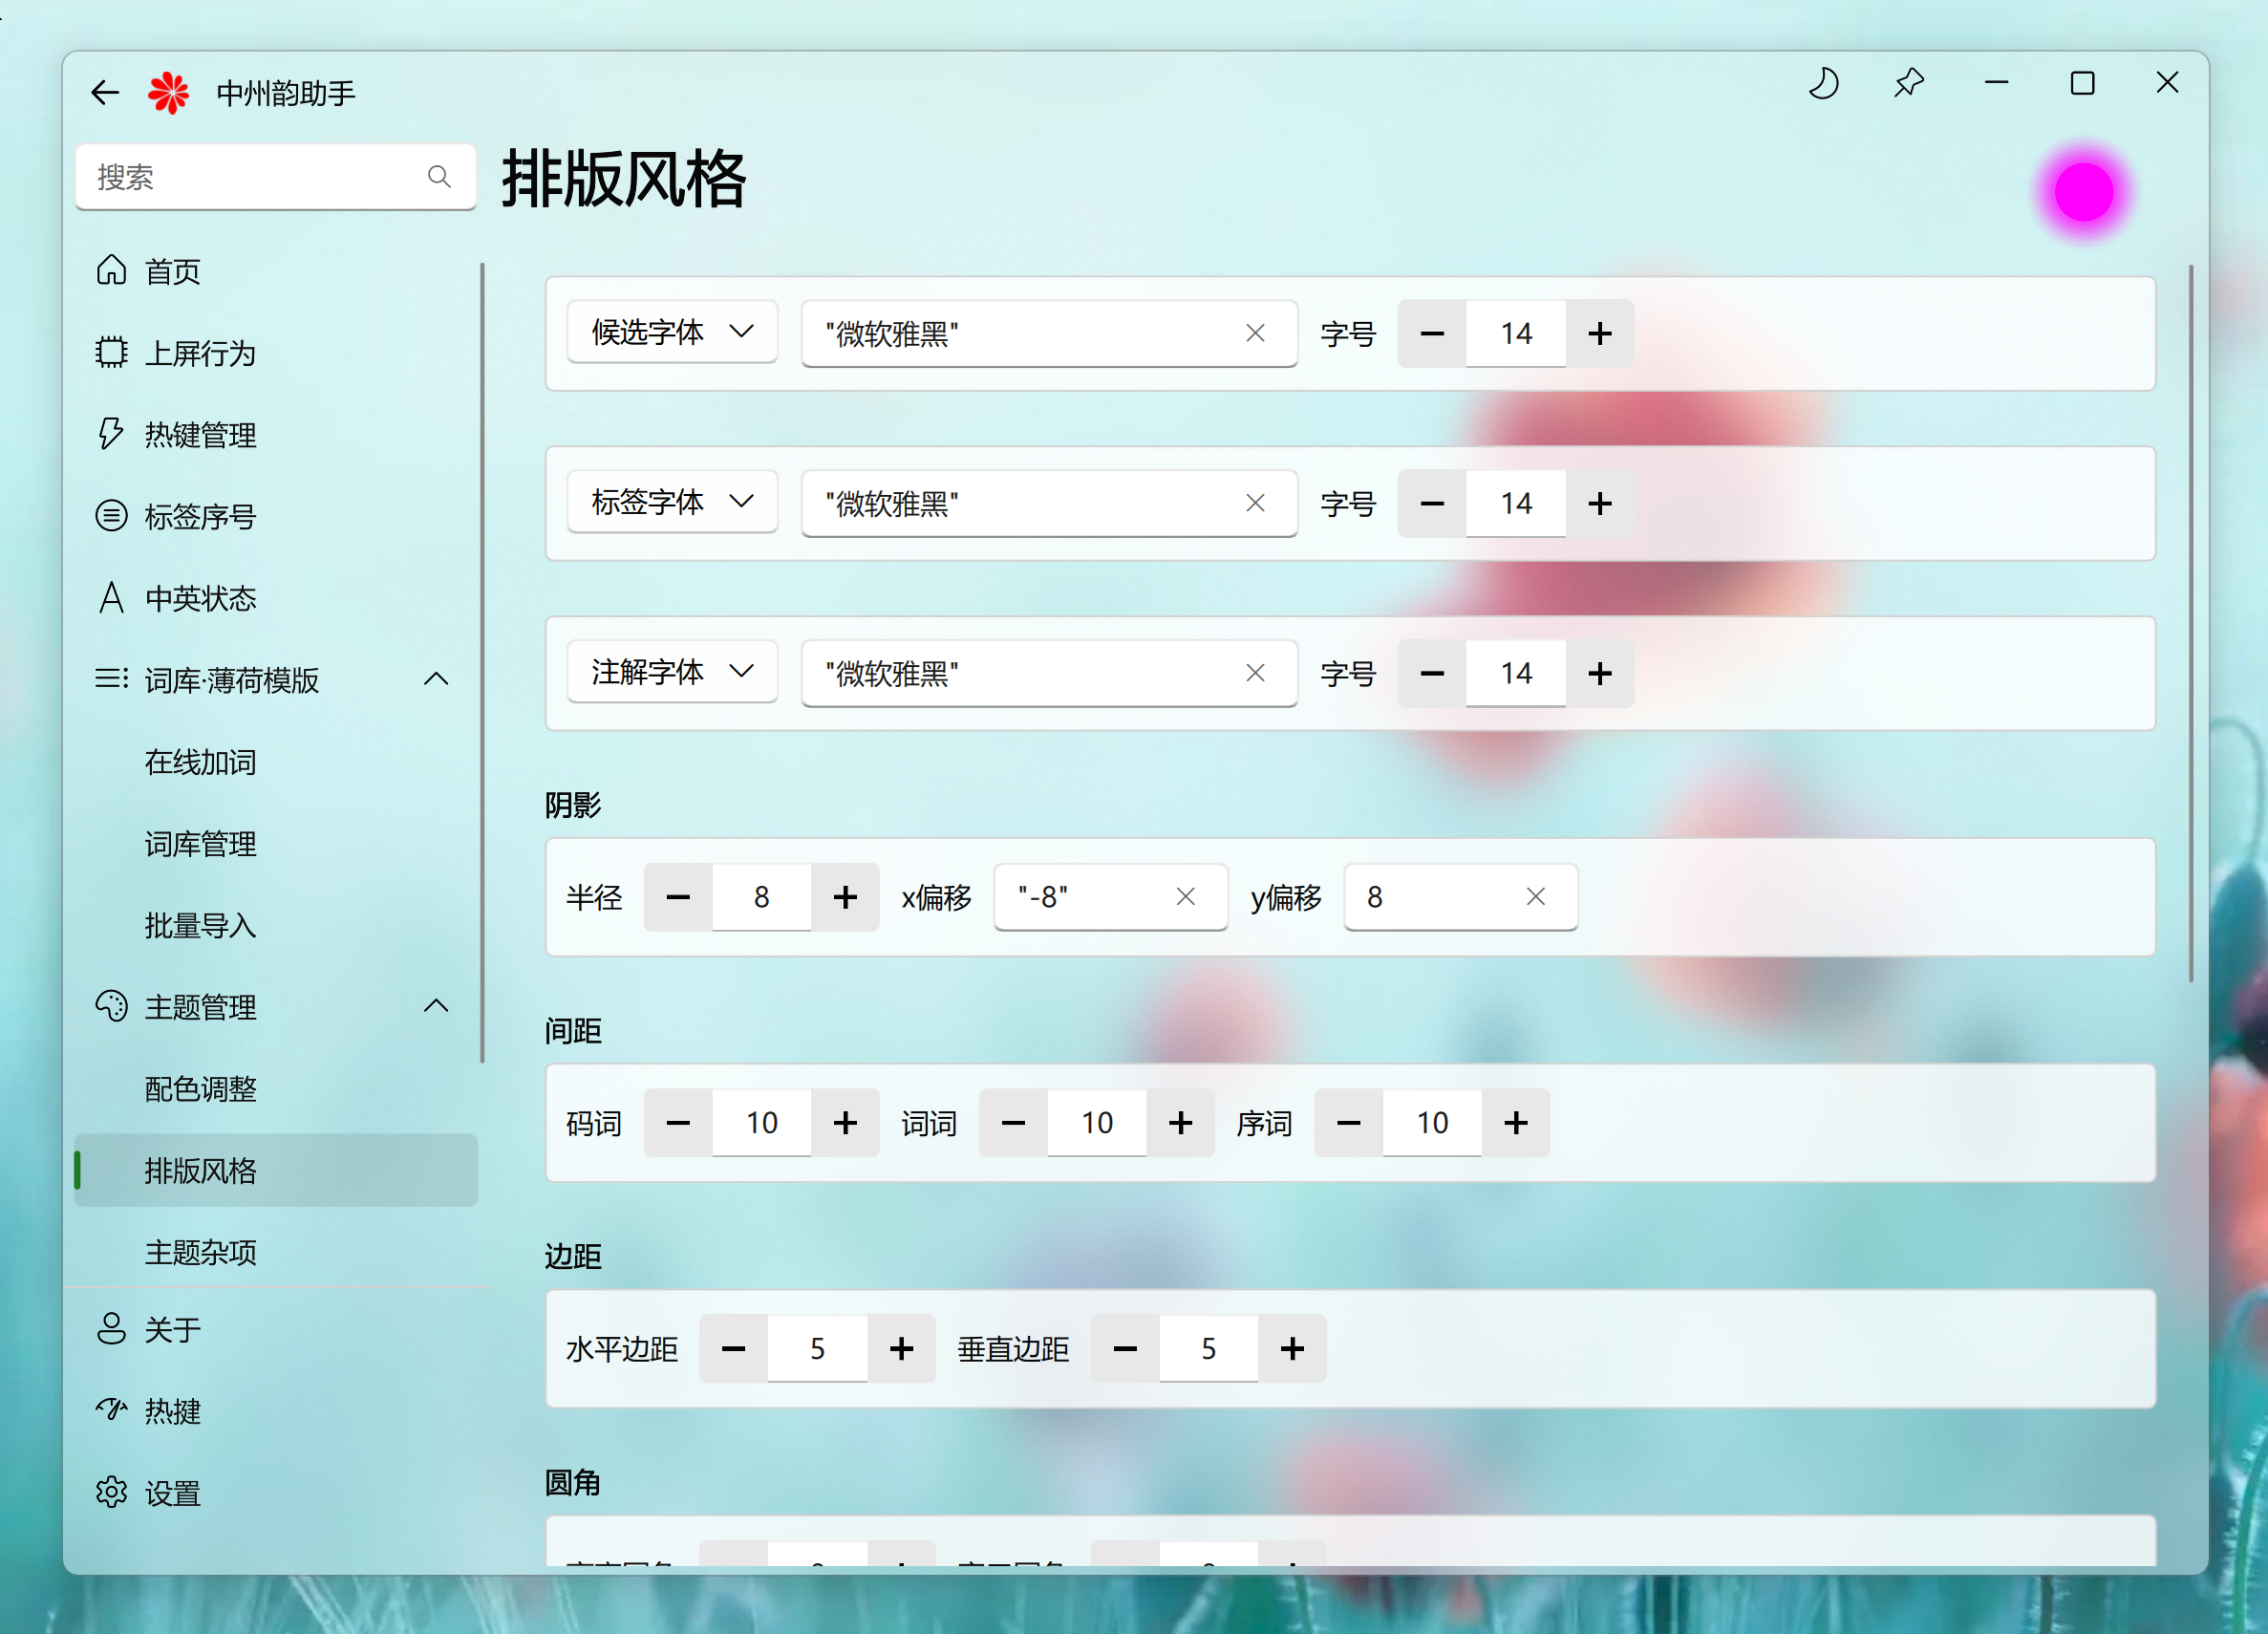 中州韵助手
搜索
排版风格
首页
上屏行为
热键管理
标签序号
中英状态
词库·薄荷模版
在线加词
词库管理
批量导入
主题管理
配色调整
排版风格
主题杂项
关于
热揵
设置
候选字体 "微软雅黑" 字号 14
标签字体 "微软雅黑" 字号 14
注解字体 "微软雅黑" 字号 14
阴影
半径 8 x偏移 "-8" y偏移 8
间距
码词 10 词词 10 序词 10
边距
水平边距 5 垂直边距 5
圆角